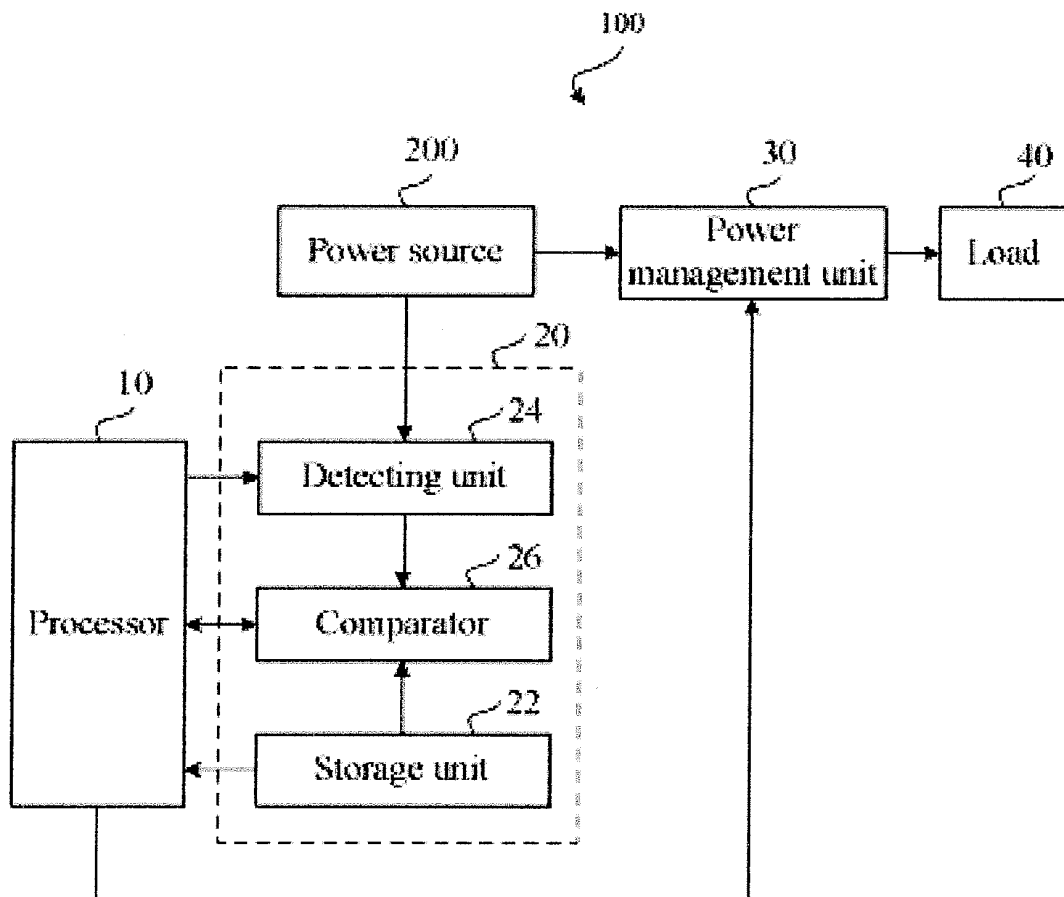 100
200
30
40
Power source
Power
management unit
Load
20
10
24
Detecting unit
26
Processor
Comparator
22
Storage unit